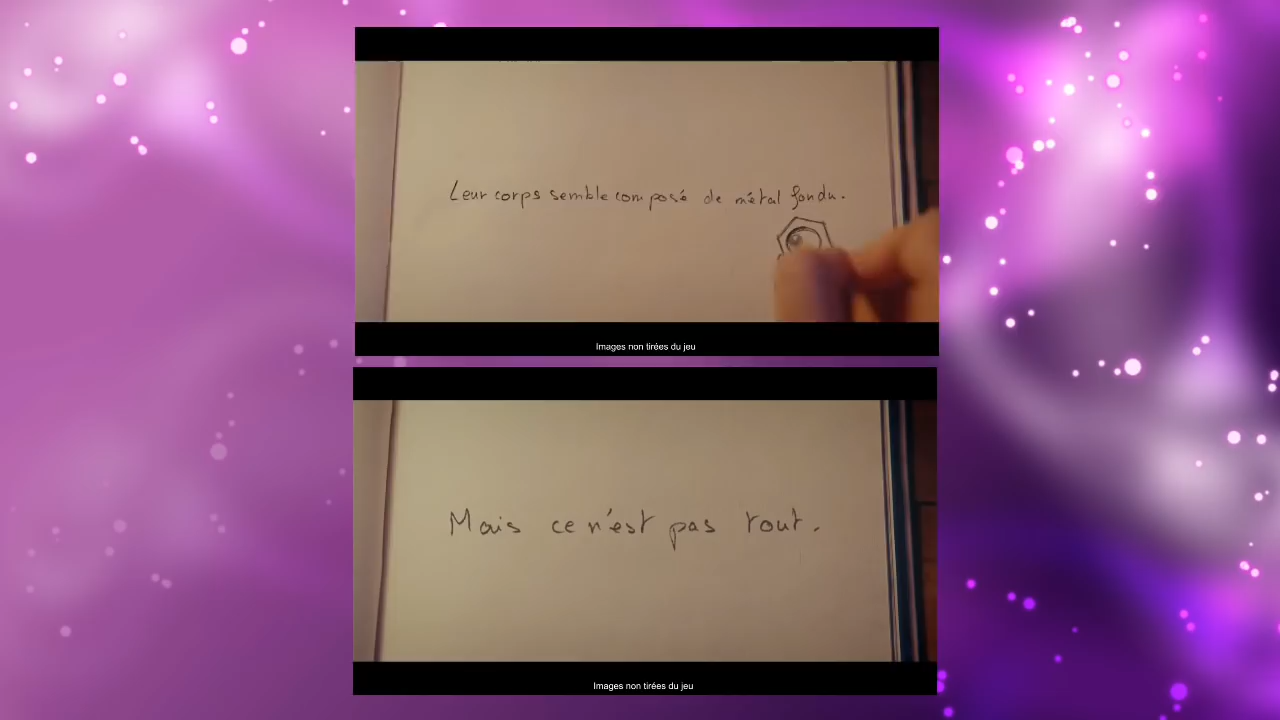 Leur corps semble composé de métal fondu.
Images non tirées du jeu
Mais ce n'est pas tout.
Images non tirées du jeu